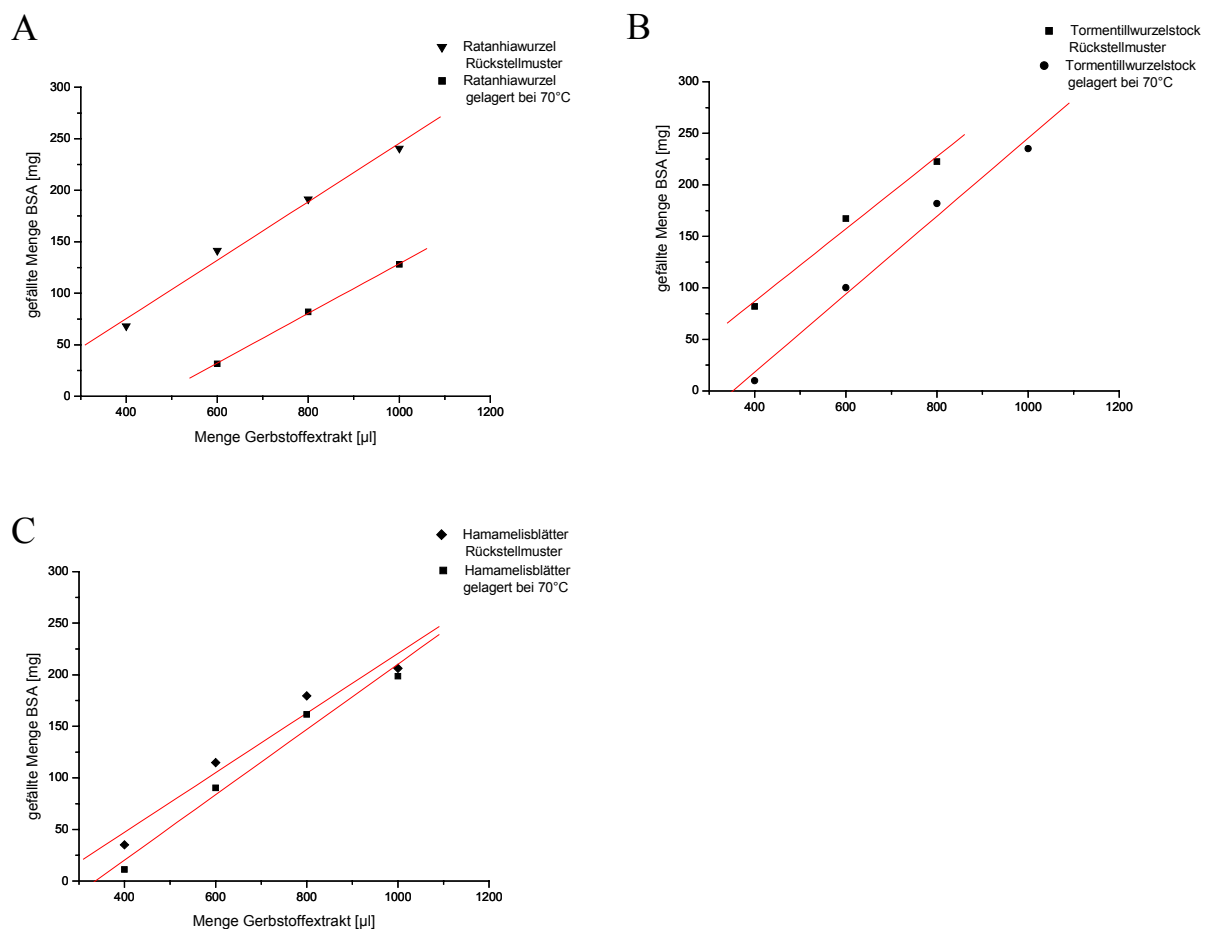 A
Ratanhiawurzel
Rückstellmuster
Ratanhiawurzel
gelagert bei 70°C
300
250
200
150
100
50
0
gefällte Menge BSA [mg]
400
600
800
1000
1200
Menge Gerbstoffextrakt [µl]
B
Tormentillwurzelstock
Rückstellmuster
Tormentillwurzelstock
gelagert bei 70°C
300
250
200
150
100
50
0
gefällte Menge BSA [mg]
400
600
800
1000
1200
C
Hamamelisblätter
Rückstellmuster
Hamamelisblätter
gelagert bei 70°C
300
250
200
150
100
50
0
gefällte Menge BSA [mg]
400
600
800
1000
1200
Menge Gerbstoffextrakt [µl]